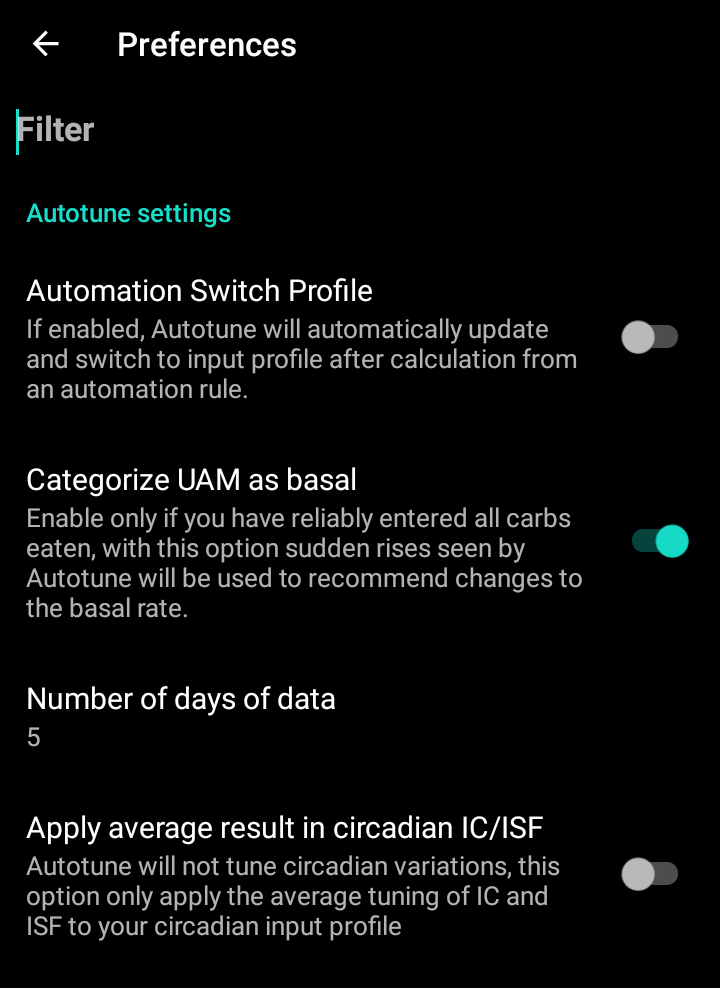 Preferences
Filter
Autotune settings
Automation Switch Profile
If enabled, Autotune will automatically update
and switch to input profile after calculation from
an automation rule.
Categorize UAM as basal
Enable only if you have reliably entered all carbs
eaten, with this option sudden rises seen by
Autotune will be used to recommend changes to
the basal rate.
Number of days of data
5
Apply average result in circadian IC/ISF
Autotune will not tune circadian variations, this
option only apply the average tuning of IC and
ISF to your circadian input profile